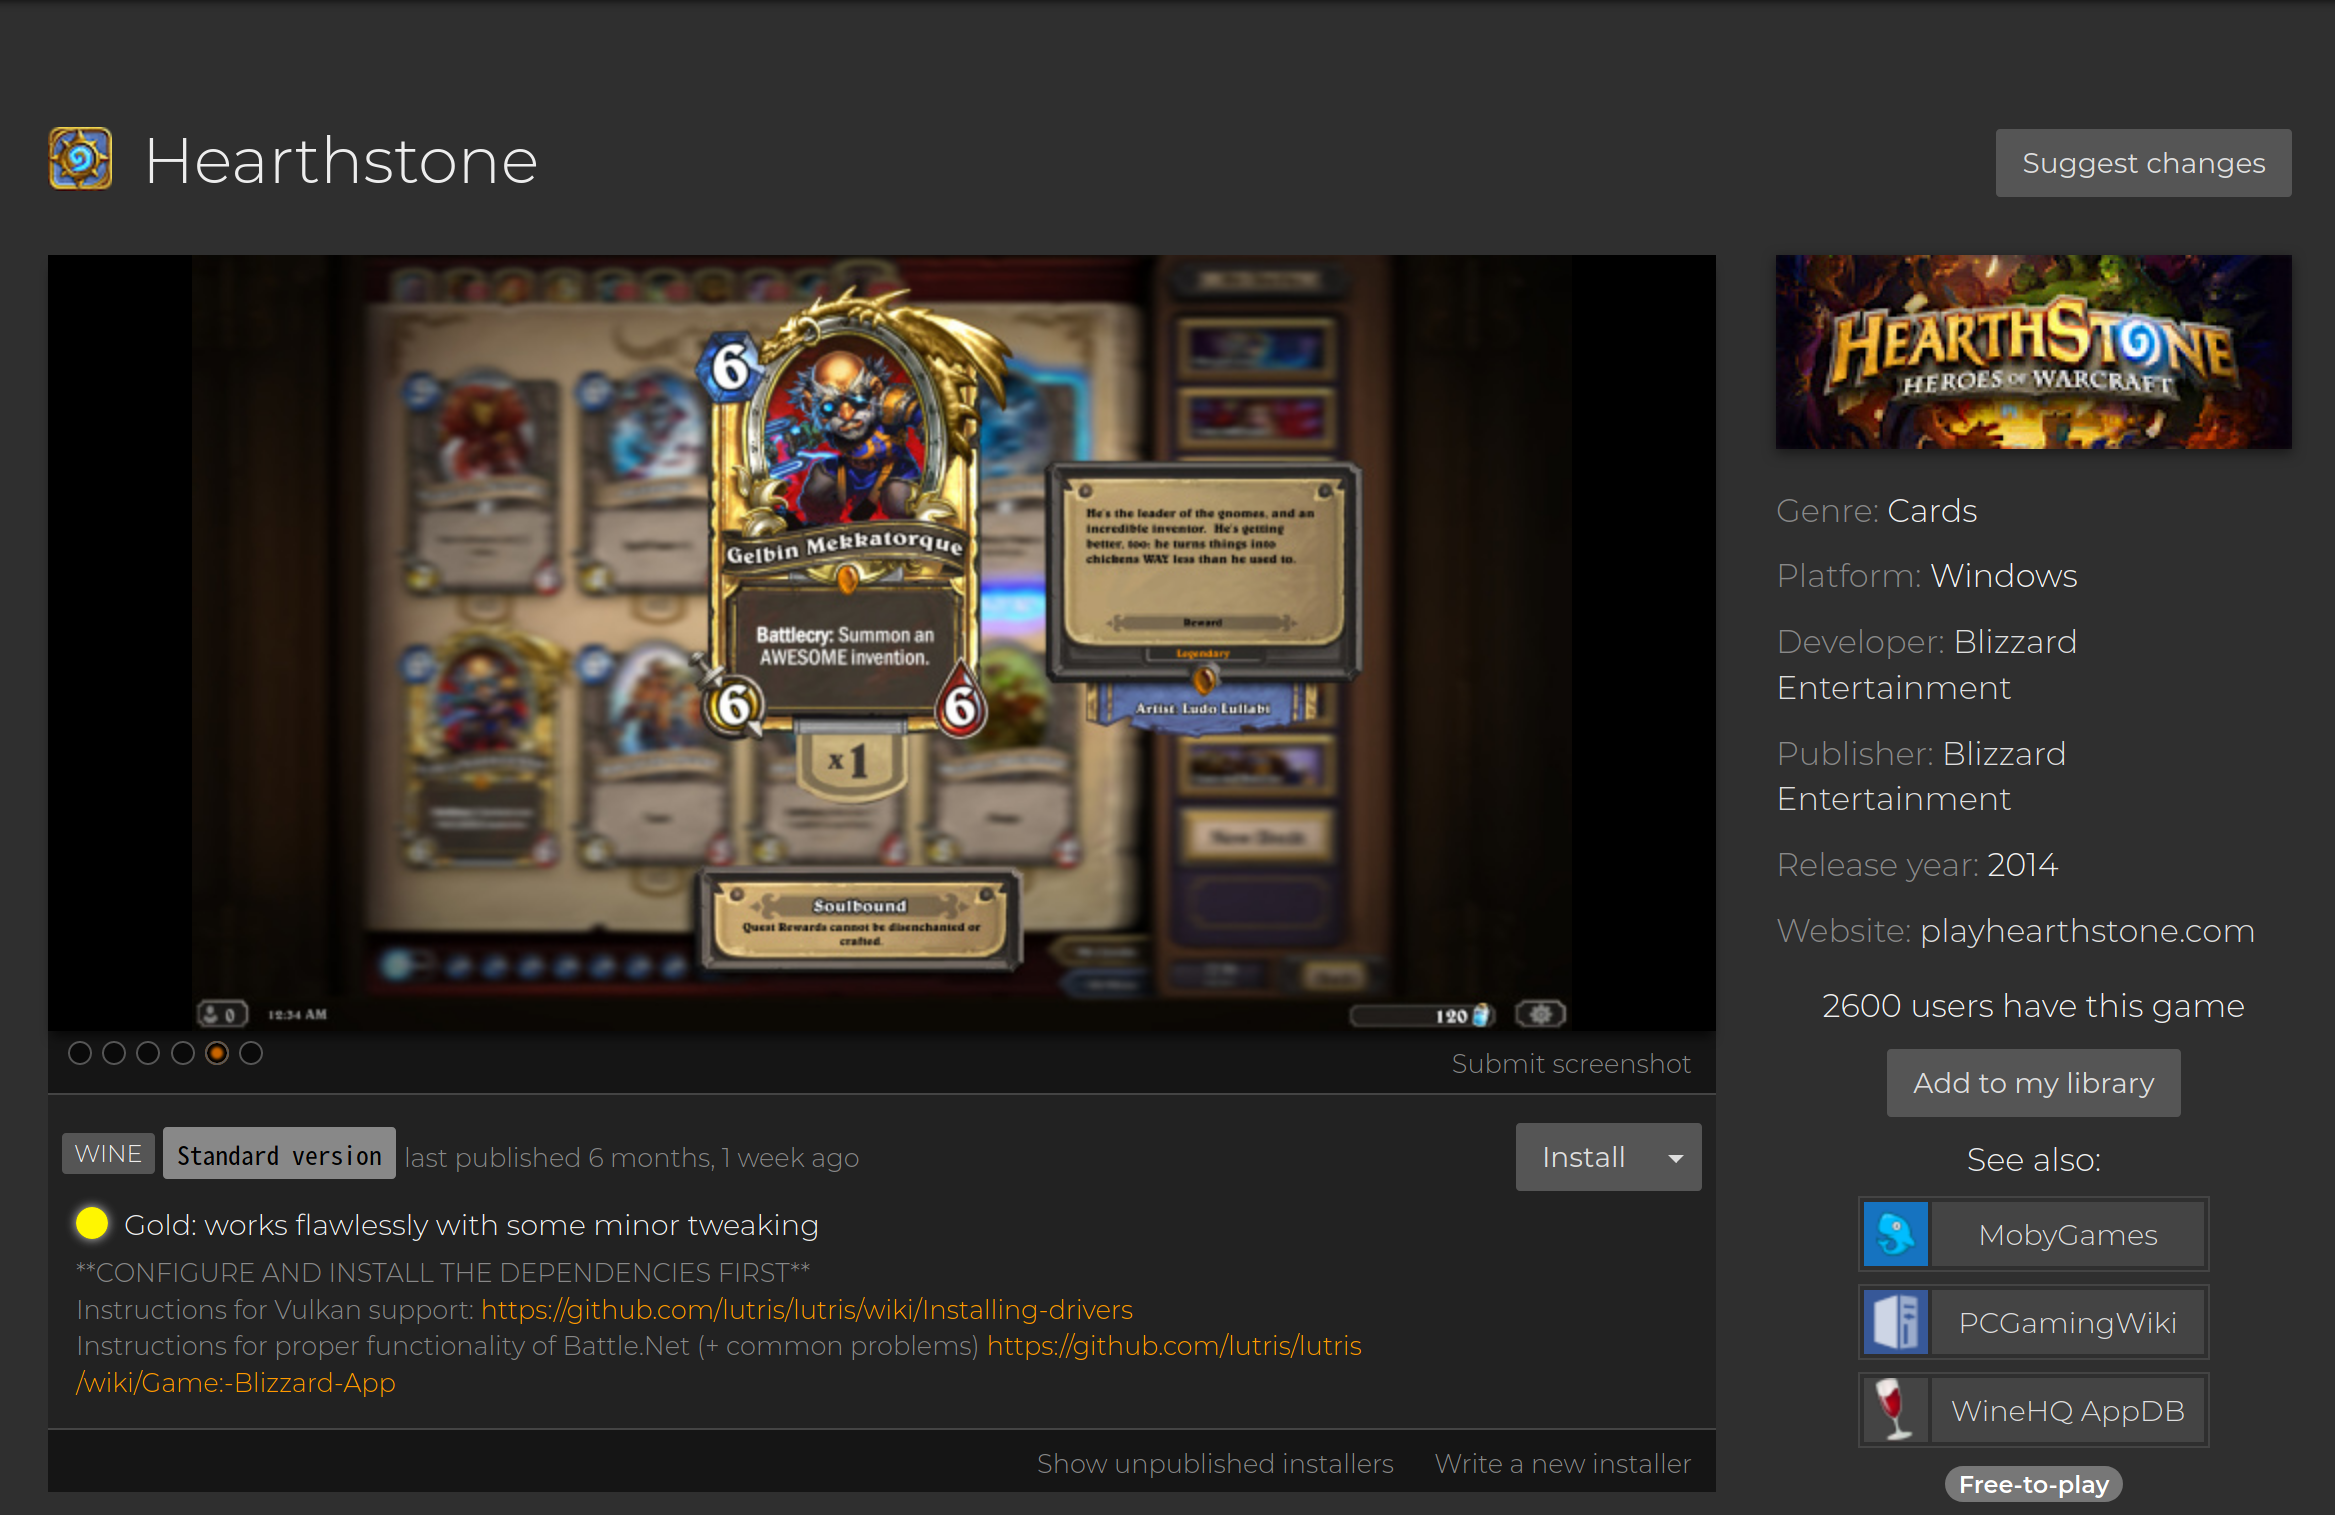 Hearthstone
Suggest changes
6
Gelbin Mekkatorque
Battlecry: Summon an
AWESOME invention.
6
6
x1
He's the leader of the gnomes, and an
incredible inventor. He's getting
better, too: he turns things into
chickens WAY less than he used to.
Reward
Legendary
Artist: Ludo Lullabi
Soulbound
Quest Rewards cannot be disenchanted or
crafted.
0
12:34 AM
120
Submit screenshot
WINE
Standard version
last published 6 months, 1 week ago
Install
Gold: works flawlessly with some minor tweaking
**CONFIGURE AND INSTALL THE DEPENDENCIES FIRST**
Instructions for Vulkan support: https://github.com/lutris/lutris/wiki/Installing-drivers
Instructions for proper functionality of Battle.Net (+ common problems) https://github.com/lutris/lutris
/wiki/Game:-Blizzard-App
Show unpublished installers
Write a new installer
HEARTHSTONE
HEROES OF WARCRAFT
Genre: Cards
Platform: Windows
Developer: Blizzard
Entertainment
Publisher: Blizzard
Entertainment
Release year: 2014
Website: playhearthstone.com
2600 users have this game
Add to my library
See also:
MobyGames
PCGamingWiki
WineHQ AppDB
Free-to-play